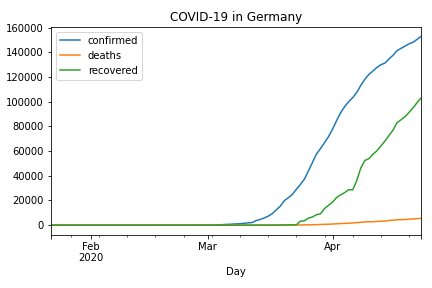 COVID-19 in Germany
160000
140000
120000
100000
80000
60000
40000
20000
0
confirmed
deaths
recovered
Feb
2020
Mar
Apr
Day